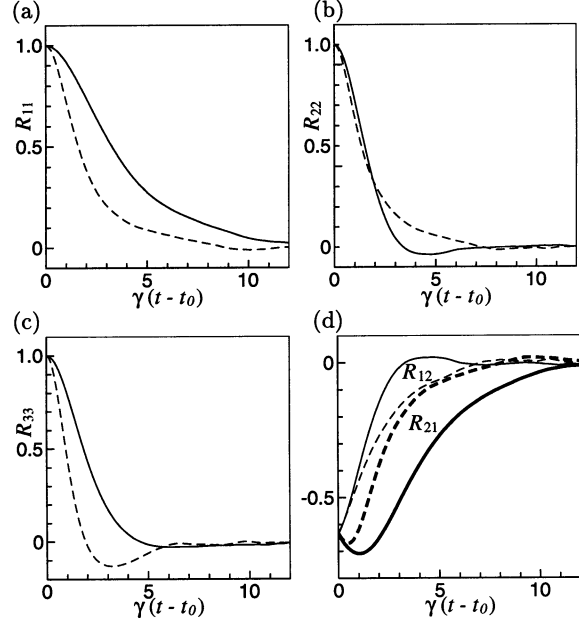 (a)
1.0
0.5
0
R₁₁
0 5 10
γ(t - t₀)
(b)
1.0
0.5
0
R₂₂
0 5 10
γ(t - t₀)
(c)
1.0
0.5
0
R₃₃
0 5 10
γ(t - t₀)
(d)
0
-0.5
R₁₂
R₂₁
0 5 10
γ(t - t₀)